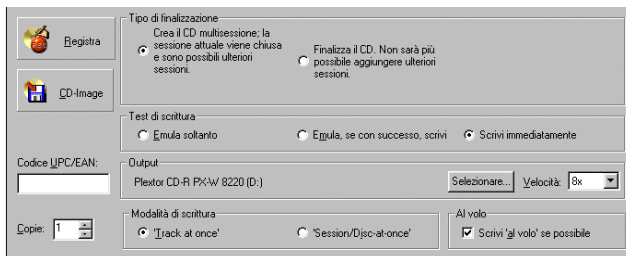 Tipo di finalizzazione
Registra
Crea il CD multisessione; la
sessione attuale viene chiusa
e sono possibili ulteriori
sessioni.
Finalizza il CD. Non sarà più
possibile aggiungere ulteriori
sessioni.
CD-Image
Test di scrittura
Emula soltanto
Emula, se con successo, scrivi
Scrivi immediatamente
Codice UPC/EAN:
Output
Plextor CD-R PX-W 8220 (D:)
Selezionare...
Velocità:
8x
Modalità di scrittura
Al volo
Copie:
1
'Track at once'
'Session/Disc-at-once'
Scrivi 'al volo' se possibile